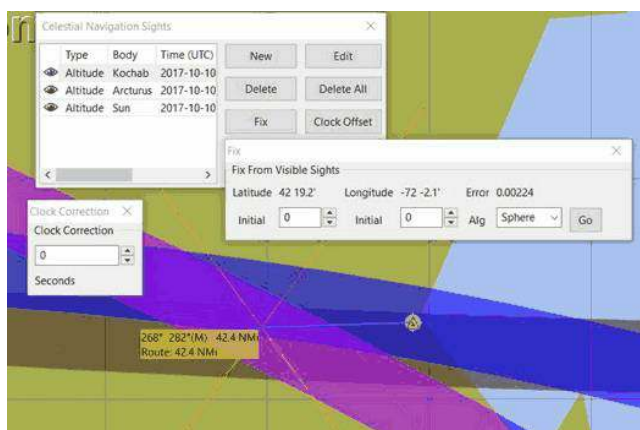 on
Celestial Navigation Sights
Type Body Time (UTC)
Altitude Kochab 2017-10-10
Altitude Arcturus 2017-10-10
Altitude Sun 2017-10-10
New Edit
Delete Delete All
Fix Clock Offset
Fix
Fix From Visible Sights
Latitude 42 19.2' Longitude -72 -2.1' Error 0.00224
Initial 0 Initial 0 Alg Sphere Go
Clock Correction
Clock Correction
0
Seconds
268° 282°(M) 42.4 NMi
Route: 42.4 NMi